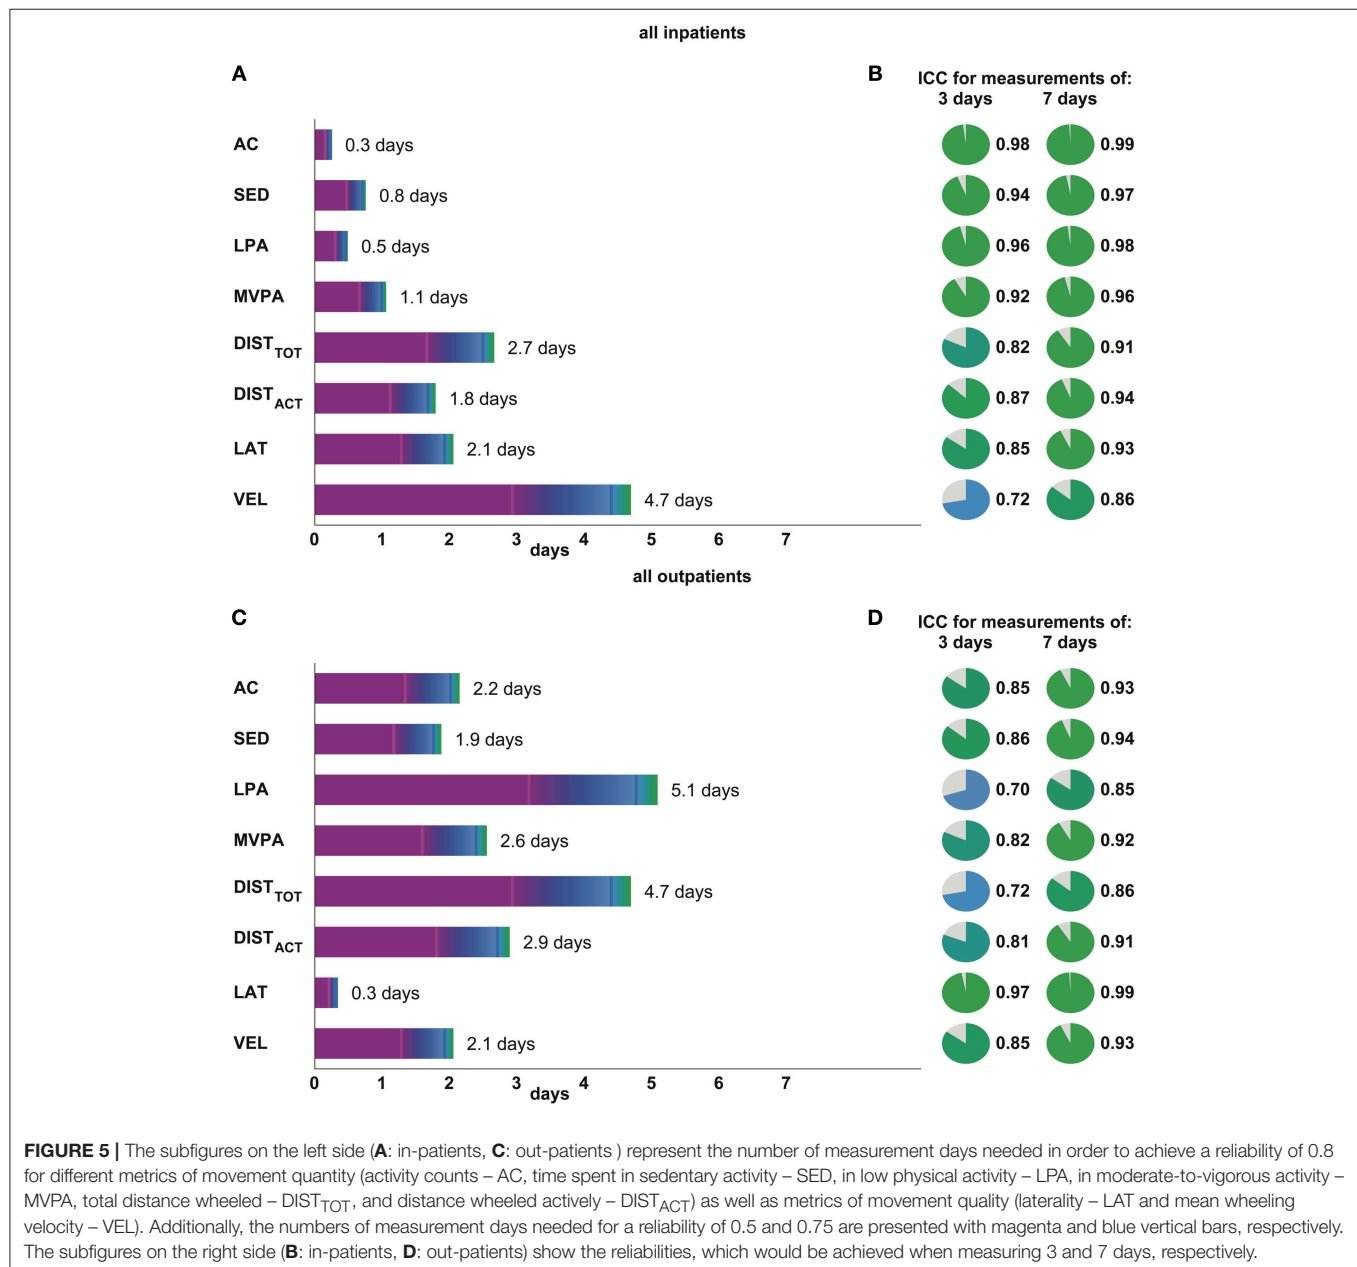 all inpatients
A
B
ICC for measurements of:
3 days 7 days
AC 0.3 days 0.98 0.99
SED 0.8 days 0.94 0.97
LPA 0.5 days 0.96 0.98
MVPA 1.1 days 0.92 0.96
DIST TOT 2.7 days 0.82 0.91
DIST ACT 1.8 days 0.87 0.94
LAT 2.1 days 0.85 0.93
VEL 4.7 days 0.72 0.86
0 1 2 3 4 5 6 7
days
all outpatients
C
D
ICC for measurements of:
3 days 7 days
AC 2.2 days 0.85 0.93
SED 1.9 days 0.86 0.94
LPA 5.1 days 0.70 0.85
MVPA 2.6 days 0.82 0.92
DIST TOT 4.7 days 0.72 0.86
DIST ACT 2.9 days 0.81 0.91
LAT 0.3 days 0.97 0.99
VEL 2.1 days 0.85 0.93
0 1 2 3 4 5 6 7
days
FIGURE 5 | The subfigures on the left side (A: in-patients, C: out-patients ) represent the number of measurement days needed in order to achieve a reliability of 0.8
for different metrics of movement quantity (activity counts – AC, time spent in sedentary activity – SED, in low physical activity – LPA, in moderate-to-vigorous activity –
MVPA, total distance wheeled – DISTTOT, and distance wheeled actively – DISTACT) as well as metrics of movement quality (laterality – LAT and mean wheeling
velocity – VEL). Additionally, the numbers of measurement days needed for a reliability of 0.5 and 0.75 are presented with magenta and blue vertical bars, respectively.
The subfigures on the right side (B: in-patients, D: out-patients) show the reliabilities, which would be achieved when measuring 3 and 7 days, respectively.